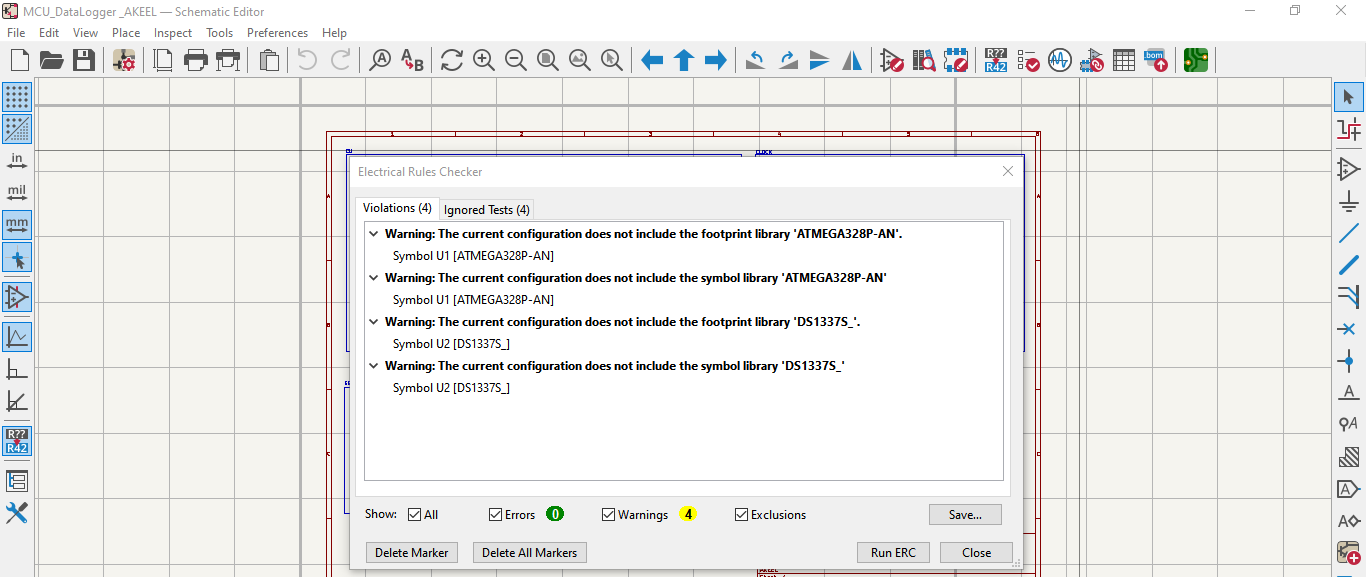 MCU_DataLogger _AKEEL — Schematic Editor
File Edit View Place Inspect Tools Preferences Help
A
A B
R??
R42
bom
in
mil
mm
R??
R42
1 2 3 4 5
A
B
C
CLOCK
Electrical Rules Checker
Violations (4) Ignored Tests (4)
Warning: The current configuration does not include the footprint library 'ATMEGA328P-AN'.
Symbol U1 [ATMEGA328P-AN]
Warning: The current configuration does not include the symbol library 'ATMEGA328P-AN'
Symbol U1 [ATMEGA328P-AN]
Warning: The current configuration does not include the footprint library 'DS1337S_'.
Symbol U2 [DS1337S_]
Warning: The current configuration does not include the symbol library 'DS1337S_'
Symbol U2 [DS1337S_]
Show: All Errors 0 Warnings 4 Exclusions Save...
Delete Marker Delete All Markers Run ERC Close
AKEEL
A
A
A
A